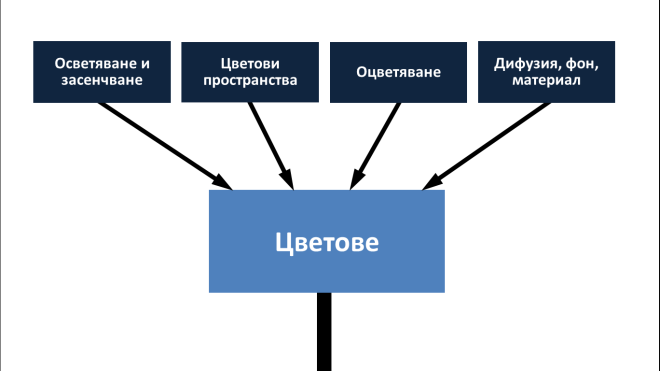 Осветяване и
засенчване
Цветови
пространства
Оцветяване
Дифузия, фон,
материал
Цветове